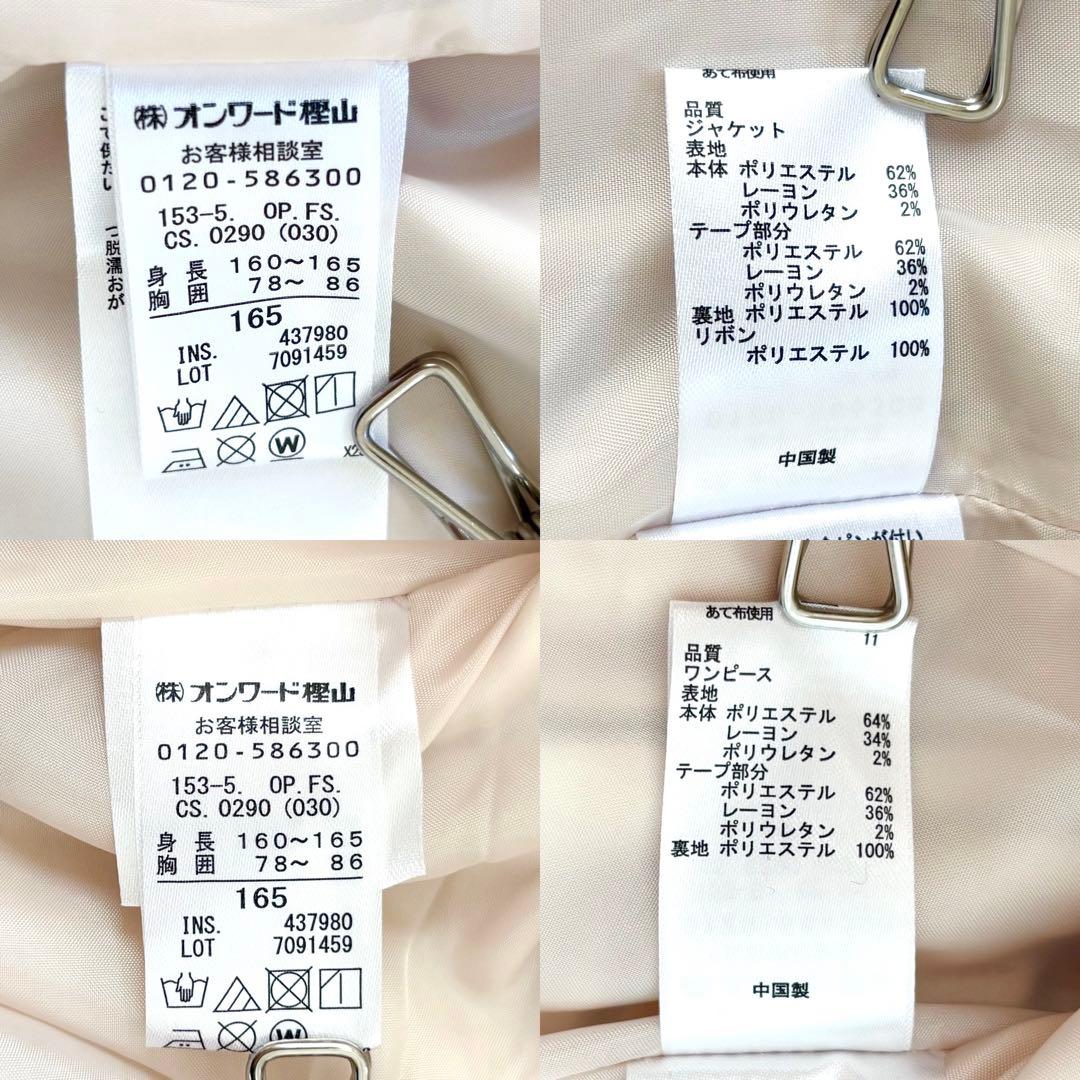 ㈱オンワード樫山
お客様相談室
0120-586300
153-5. OP.FS.
CS. 0290 (030)
身長 160～165
胸囲 78～ 86
165
INS. 437980
LOT 7091459
W
あて布使用
品質
ジャケット
表地
本体 ポリエステル 62%
レーヨン 36%
ポリウレタン 2%
テープ部分
ポリエステル 62%
レーヨン 36%
ポリウレタン 2%
裏地 ポリエステル 100%
リボン
ポリエステル 100%
中国製
㈱オンワード樫山
お客様相談室
0120-586300
153-5. OP.FS.
CS. 0290 (030)
身長 160～165
胸囲 78～ 86
165
INS. 437980
LOT 7091459
W
あて布使用
11
品質
ワンピース
表地
本体 ポリエステル 64%
レーヨン 34%
ポリウレタン 2%
テープ部分
ポリエステル 62%
レーヨン 36%
ポリウレタン 2%
裏地 ポリエステル 100%
中国製